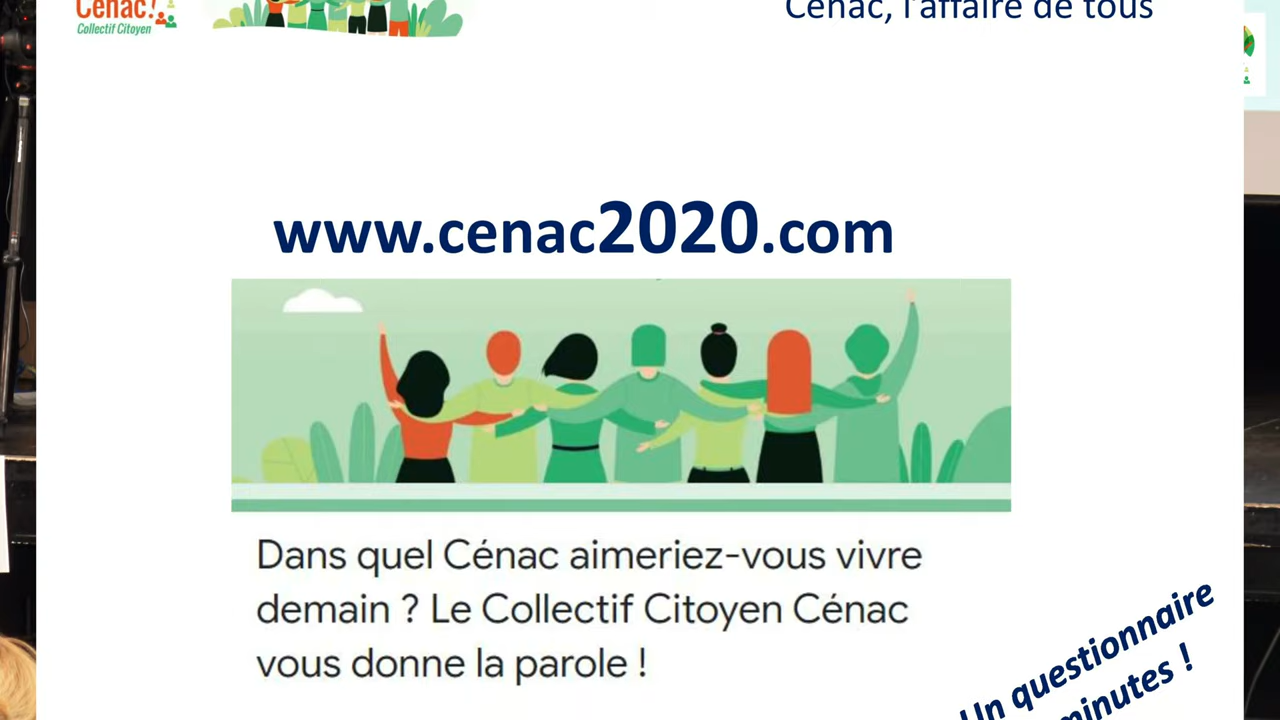 Cénac!
Collectif Citoyen
Cénac, l'affaire de tous
www.cenac2020.com
Dans quel Cénac aimeriez-vous vivre
demain ? Le Collectif Citoyen Cénac
vous donne la parole !
Un questionnaire
minutes !